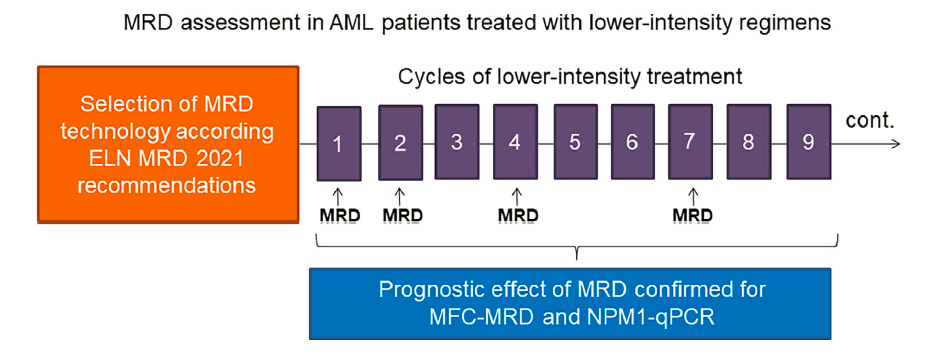 MRD assessment in AML patients treated with lower-intensity regimens
Cycles of lower-intensity treatment
Selection of MRD
technology according
ELN MRD 2021
recommendations
1 2 3 4 5 6 7 8 9 cont.
MRD MRD MRD MRD
Prognostic effect of MRD confirmed for
MFC-MRD and NPM1-qPCR